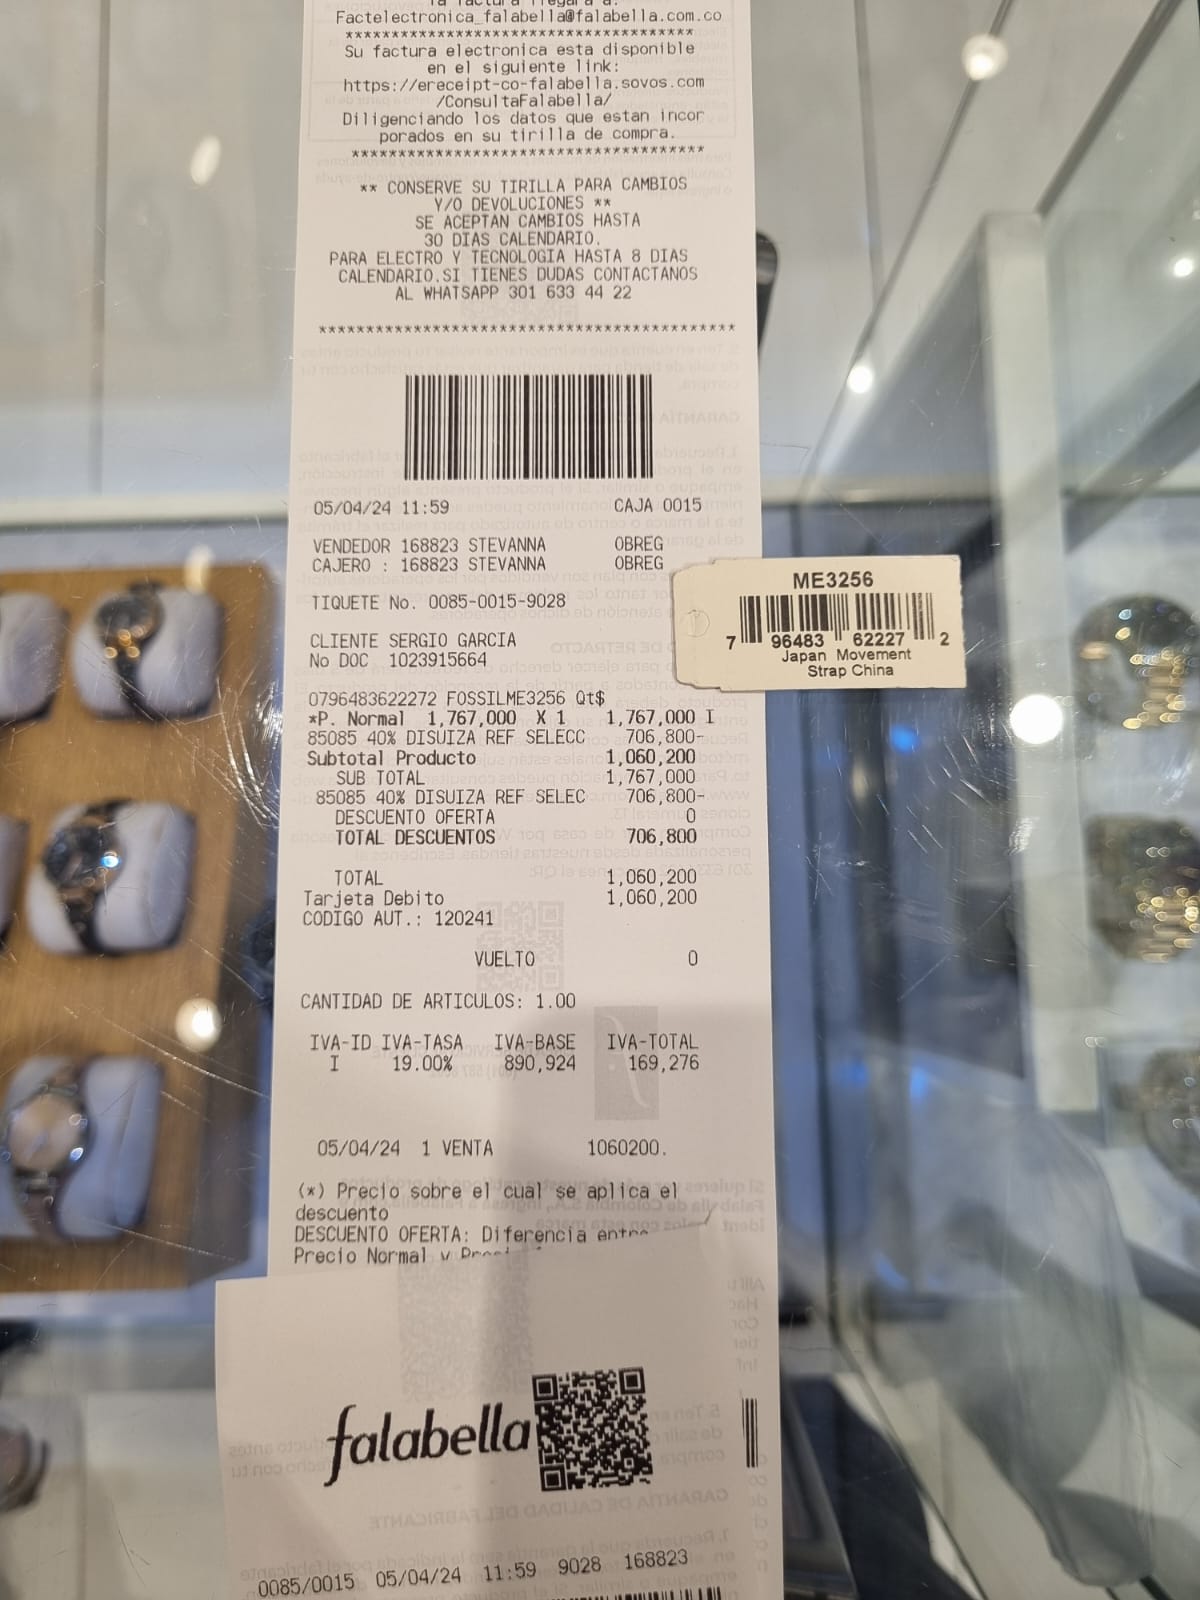 la factura llegara a:
Factelectronica_falabella@falabella.com.co
************************************
Su factura electronica esta disponible
en el siguiente link:
https://ereceipt-co-falabella.sovos.com
/ConsultaFalabella/
Diligenciando los datos que estan incor
porados en su tirilla de compra.
************************************
** CONSERVE SU TIRILLA PARA CAMBIOS
Y/O DEVOLUCIONES **
SE ACEPTAN CAMBIOS HASTA
30 DIAS CALENDARIO.
PARA ELECTRO Y TECNOLOGIA HASTA 8 DIAS
CALENDARIO.SI TIENES DUDAS CONTACTANOS
AL WHATSAPP 301 633 44 22
******************************************
05/04/24 11:59 CAJA 0015
VENDEDOR 168823 STEVANNA OBREG
CAJERO : 168823 STEVANNA OBREG
TIQUETE No. 0085-0015-9028
CLIENTE SERGIO GARCIA
No DOC 1023915664
0796483622272 FOSSILME3256 Qt$
*P. Normal 1,767,000 X 1 1,767,000 I
85085 40% DISUIZA REF SELECC 706,800-
Subtotal Producto 1,060,200
SUB TOTAL 1,767,000
85085 40% DISUIZA REF SELEC 706,800-
DESCUENTO OFERTA 0
TOTAL DESCUENTOS 706,800
TOTAL 1,060,200
Tarjeta Debito 1,060,200
CODIGO AUT.: 120241
VUELTO 0
CANTIDAD DE ARTICULOS: 1.00
IVA-ID IVA-TASA IVA-BASE IVA-TOTAL
I 19.00% 890,924 169,276
05/04/24 1 VENTA 1060200.
(*) Precio sobre el cual se aplica el
descuento
DESCUENTO OFERTA: Diferencia entre
Precio Normal y
falabella
0085/0015 05/04/24 11:59 9028 168823
ME3256
7 96483 62227 2
Japan Movement
Strap China